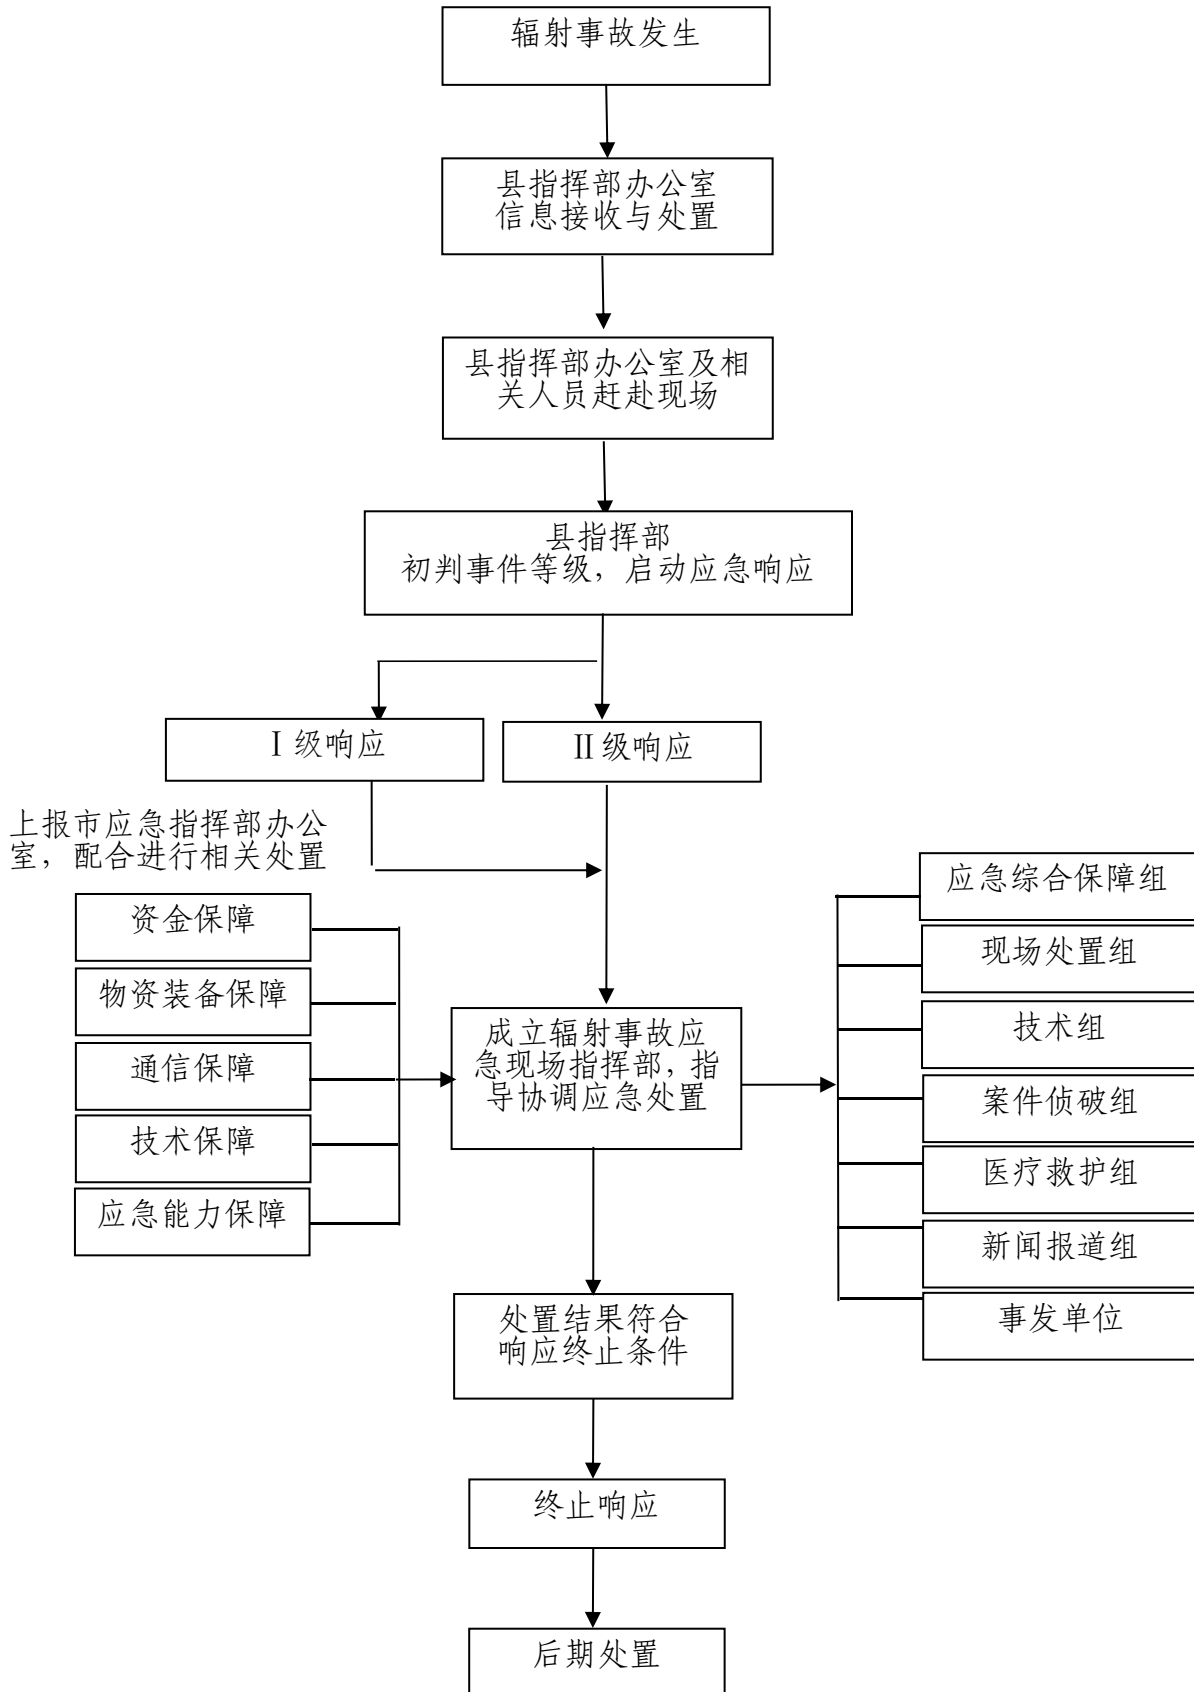 辐射事故发生
县指挥部办公室
信息接收与处置
县指挥部办公室及相
关人员赶赴现场
县指挥部
初判事件等级，启动应急响应
Ⅰ级响应
Ⅱ级响应
上报市应急指挥部办公
室，配合进行相关处置
资金保障
物资装备保障
通信保障
技术保障
应急能力保障
成立辐射事故应
急现场指挥部，指
导协调应急处置
应急综合保障组
现场处置组
技术组
案件侦破组
医疗救护组
新闻报道组
事发单位
处置结果符合
响应终止条件
终止响应
后期处置